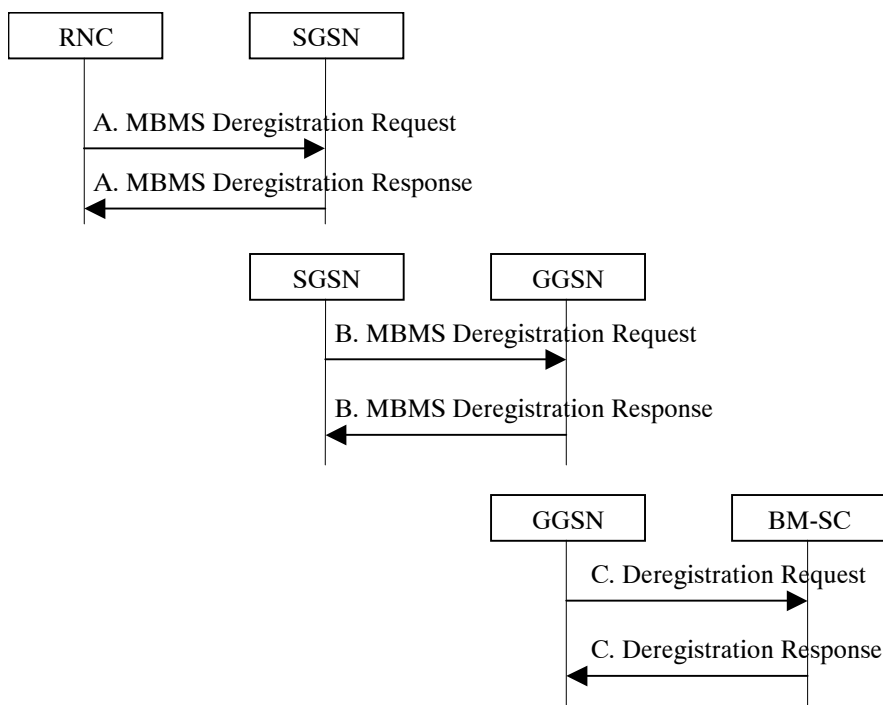 RNC SGSN
A. MBMS Deregistration Request
A. MBMS Deregistration Response
SGSN GGSN
B. MBMS Deregistration Request
B. MBMS Deregistration Response
GGSN BM-SC
C. Deregistration Request
C. Deregistration Response